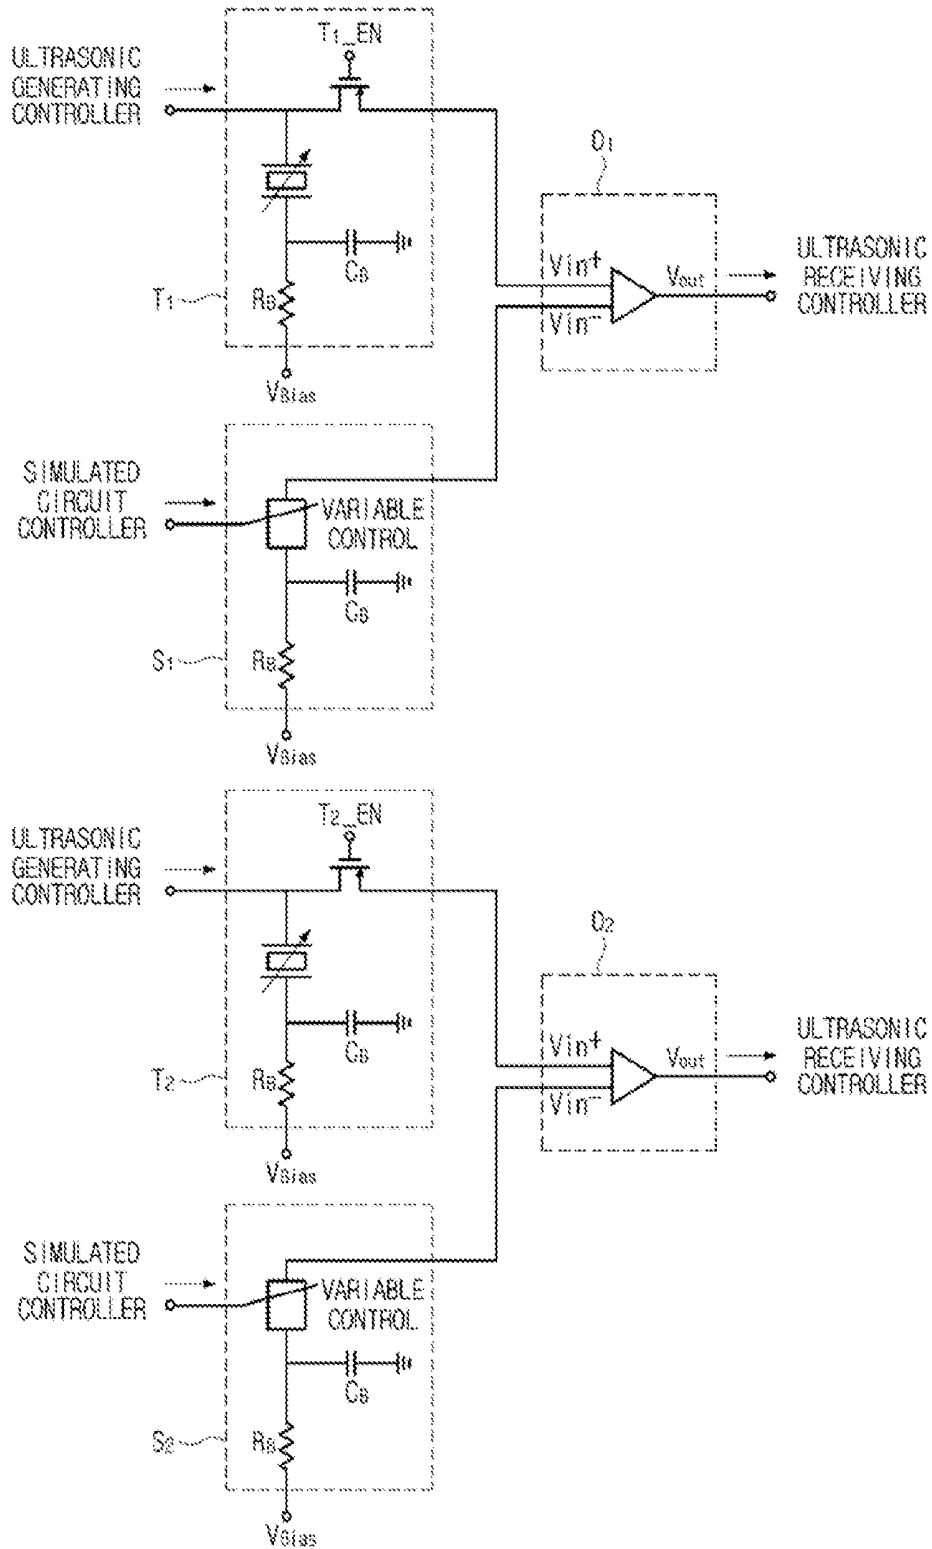 T1_EN
ULTRASONIC
GENERATING
CONTROLLER
D1
CB
Vin+
Vout
ULTRASONIC
RECEIVING
CONTROLLER
T1
RB
Vin-
VBias
SIMULATED
CIRCUIT
CONTROLLER
VARIABLE
CONTROL
CB
S1
RB
VBias
T2_EN
ULTRASONIC
GENERATING
CONTROLLER
D2
CB
Vin+
Vout
ULTRASONIC
RECEIVING
CONTROLLER
T2
RB
Vin-
VBias
SIMULATED
CIRCUIT
CONTROLLER
VARIABLE
CONTROL
CB
S2
RB
VBias